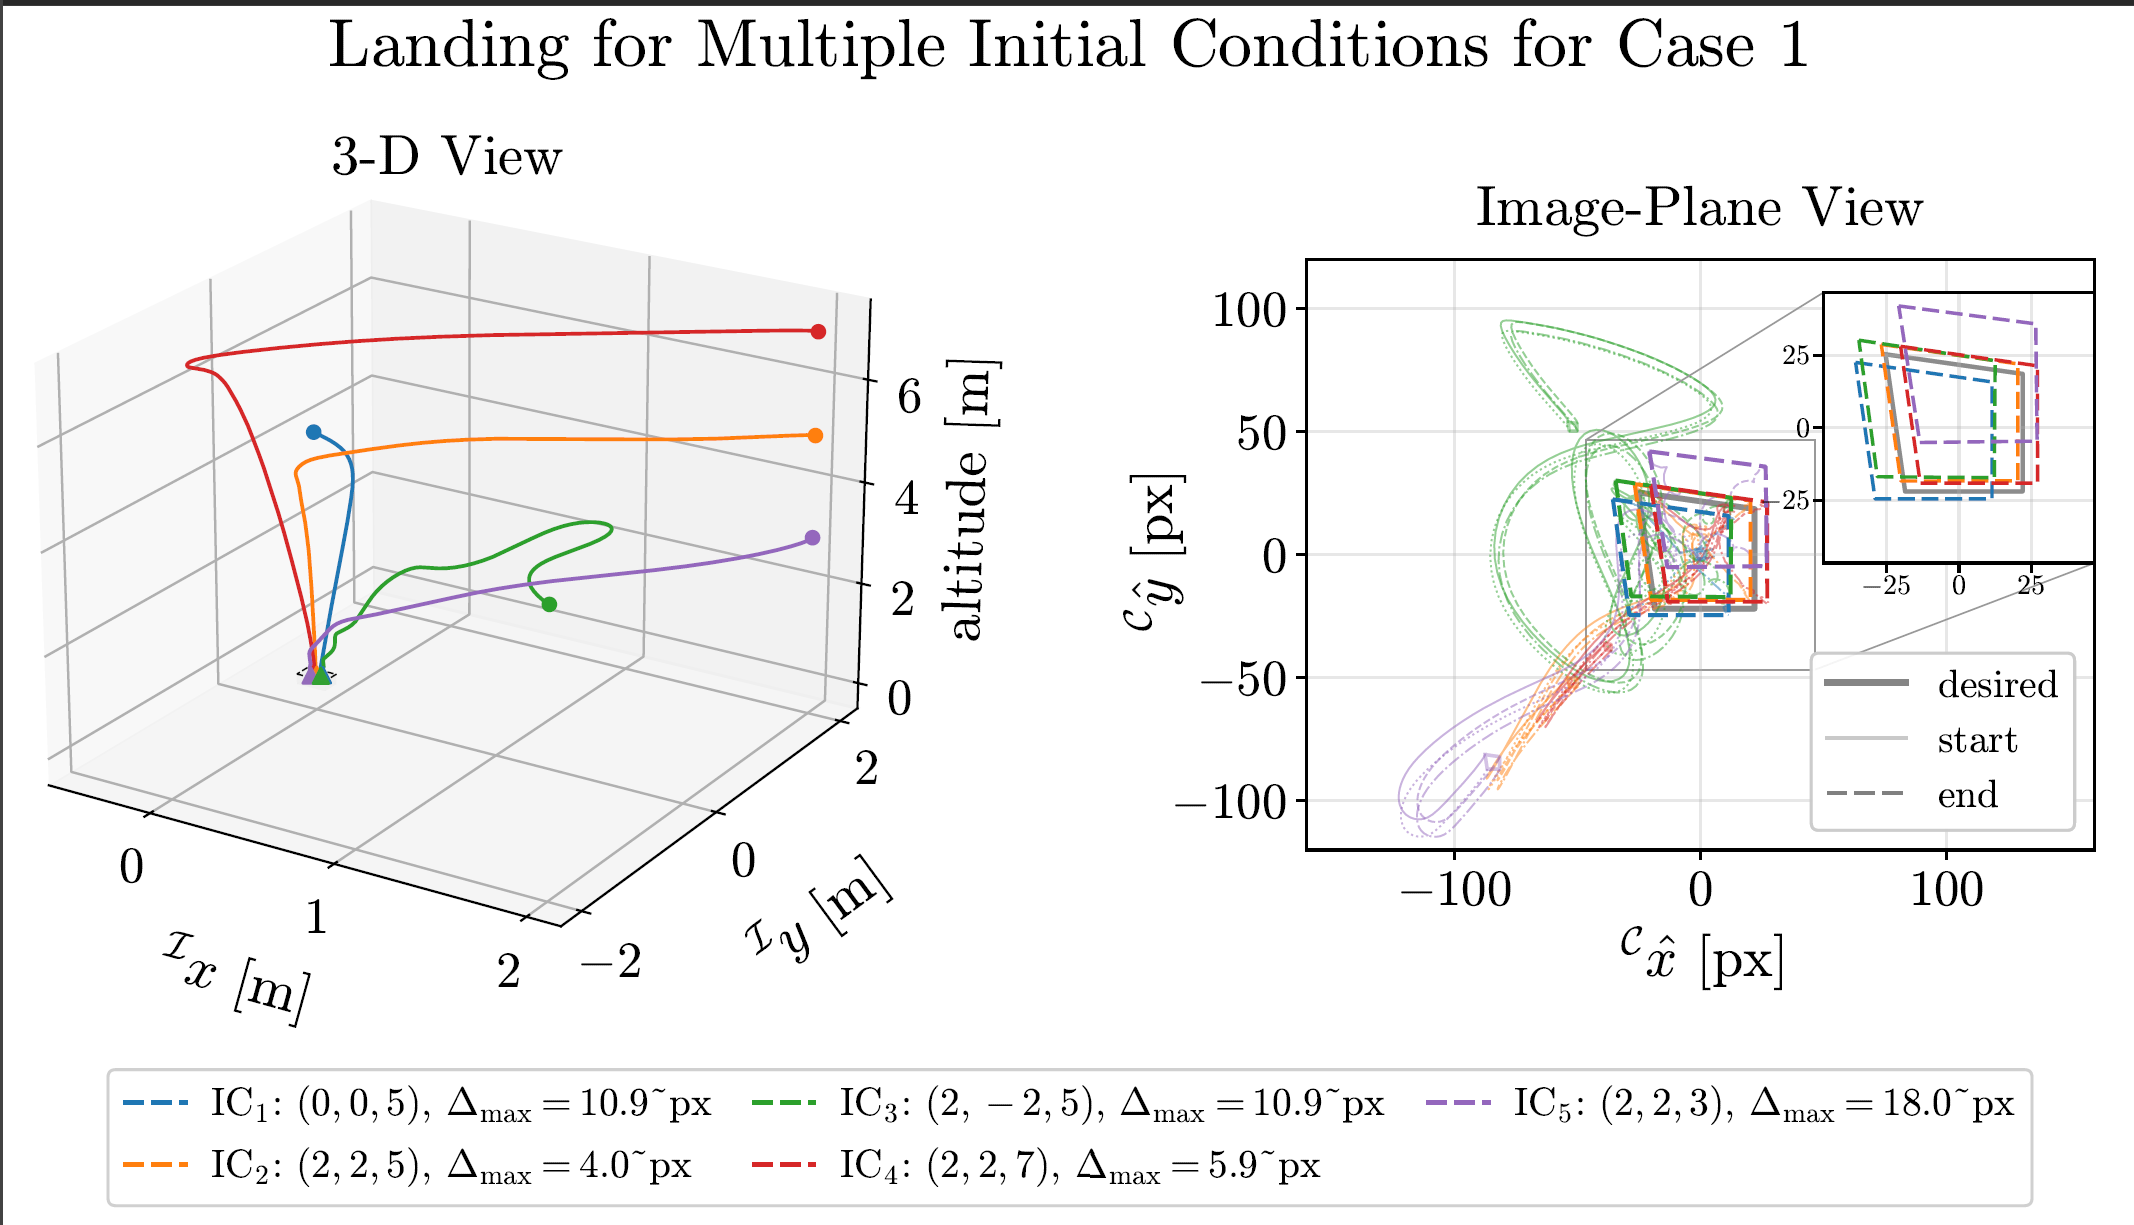 Landing for Multiple Initial Conditions for Case 1
3-D View
6
4
2
0
altitude [m]
2
0
−2
ᴵy [m]
0
1
2
ᴵx [m]
Image-Plane View
100
50
0
−50
−100
ᶜŷ [px]
−100
0
100
ᶜx̂ [px]
25
0
−25
−25
0
25
desired
start
end
IC₁: (0, 0, 5), Δₘₐₓ = 10.9~px
IC₂: (2, 2, 5), Δₘₐₓ = 4.0~px
IC₃: (2, −2, 5), Δₘₐₓ = 10.9~px
IC₄: (2, 2, 7), Δₘₐₓ = 5.9~px
IC₅: (2, 2, 3), Δₘₐₓ = 18.0~px